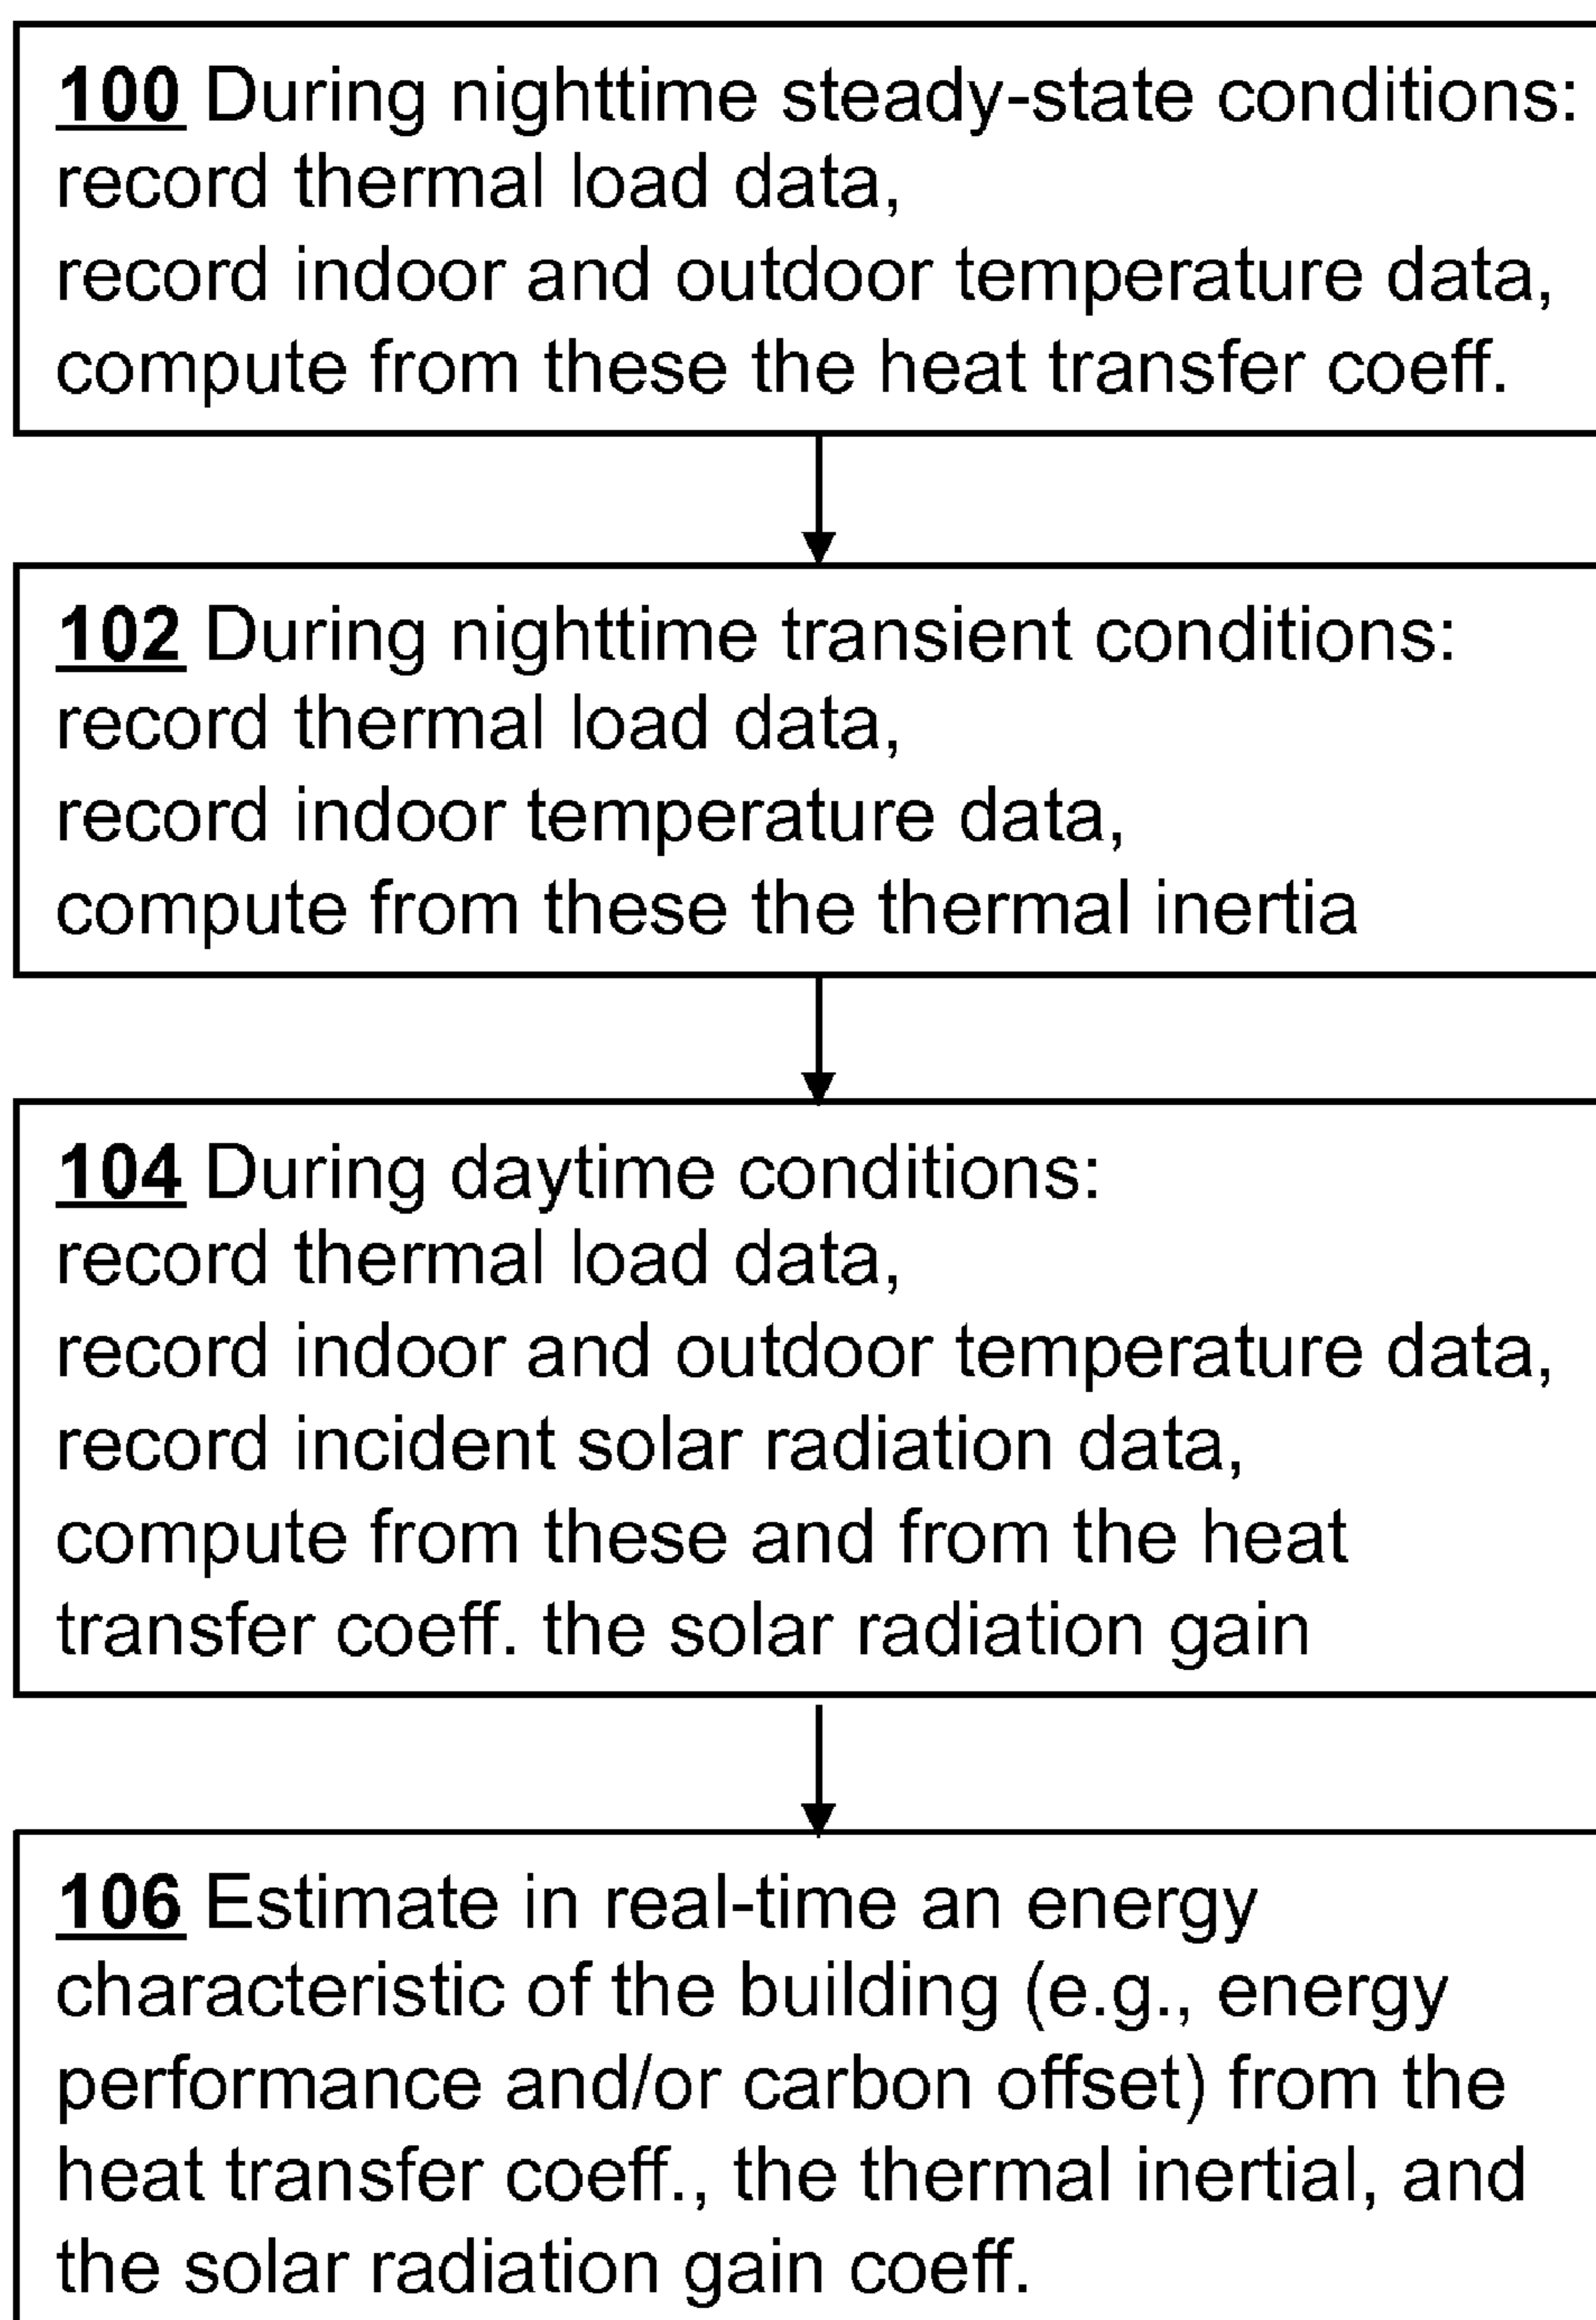 100 During nighttime steady-state conditions:
record thermal load data,
record indoor and outdoor temperature data,
compute from these the heat transfer coeff.
102 During nighttime transient conditions:
record thermal load data,
record indoor temperature data,
compute from these the thermal inertia
104 During daytime conditions:
record thermal load data,
record indoor and outdoor temperature data,
record incident solar radiation data,
compute from these and from the heat
transfer coeff. the solar radiation gain
106 Estimate in real-time an energy
characteristic of the building (e.g., energy
performance and/or carbon offset) from the
heat transfer coeff., the thermal inertial, and
the solar radiation gain coeff.